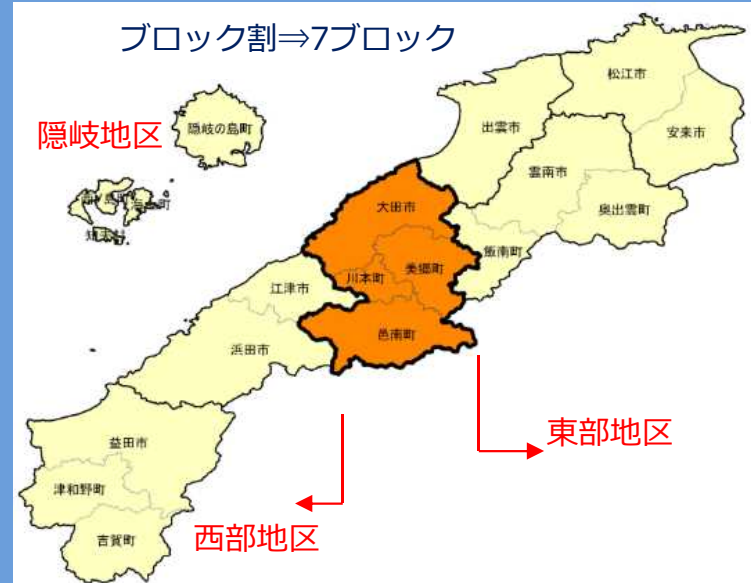 ブロック割⇒7ブロック
松江市
隠岐の島町
隠岐地区
出雲市
安来市
雲南市
大田市
奥出雲町
飯南町
美郷町
川本町
江津市
邑南町
浜田市
東部地区
益田市
津和野町
西部地区
吉賀町